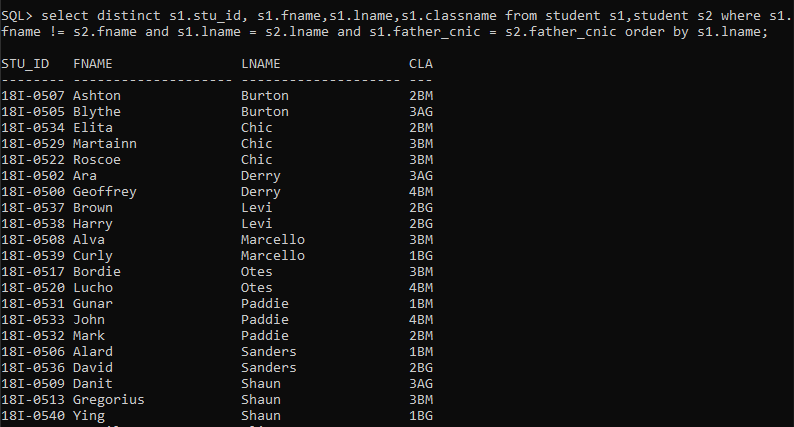 SQL> select distinct s1.stu_id, s1.fname,s1.lname,s1.classname from student s1,student s2 where s1.
fname != s2.fname and s1.lname = s2.lname and s1.father_cnic = s2.father_cnic order by s1.lname;
STU_ID FNAME LNAME CLA
-------- -------------------- -------------------- ---
18I-0507 Ashton Burton 2BM
18I-0505 Blythe Burton 3AG
18I-0534 Elita Chic 2BM
18I-0529 Martainn Chic 3BM
18I-0522 Roscoe Chic 3BM
18I-0502 Ara Derry 3AG
18I-0500 Geoffrey Derry 4BM
18I-0537 Brown Levi 2BG
18I-0538 Harry Levi 2BG
18I-0508 Alva Marcello 3BM
18I-0539 Curly Marcello 1BG
18I-0517 Bordie Otes 3BM
18I-0520 Lucho Otes 4BM
18I-0531 Gunar Paddie 1BM
18I-0533 John Paddie 4BM
18I-0532 Mark Paddie 2BM
18I-0506 Alard Sanders 1BM
18I-0536 David Sanders 2BG
18I-0509 Danit Shaun 3AG
18I-0513 Gregorius Shaun 3BM
18I-0540 Ying Shaun 1BG